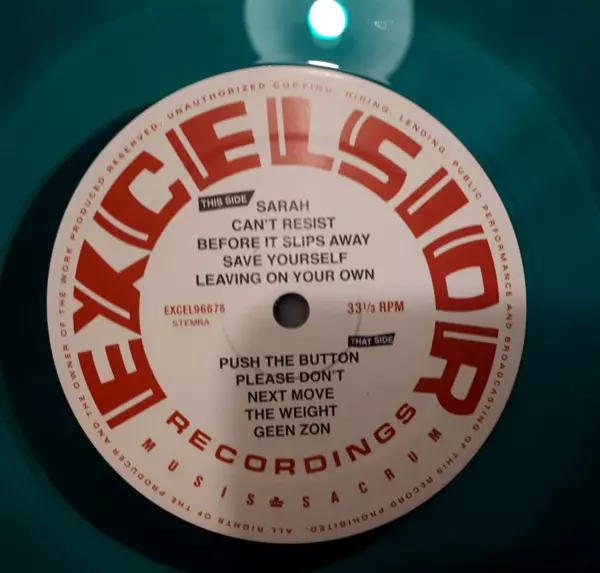 ALL RIGHTS OF THE PRODUCER AND THE OWNER OF THE WORK PRODUCED RESERVED. UNAUTHORIZED COPYING, HIRING, LENDING, PUBLIC PERFORMANCE AND BROADCASTING OF THIS RECORD PROHIBITED.
EXCELSIOR
THIS SIDE
SARAH
CAN'T RESIST
BEFORE IT SLIPS AWAY
SAVE YOURSELF
LEAVING ON YOUR OWN
EXCEL96678 33 1/3 RPM
STEMRA
THAT SIDE
PUSH THE BUTTON
PLEASE DON'T
NEXT MOVE
THE WEIGHT
GEEN ZON
RECORDINGS
MUSIS SACRUM